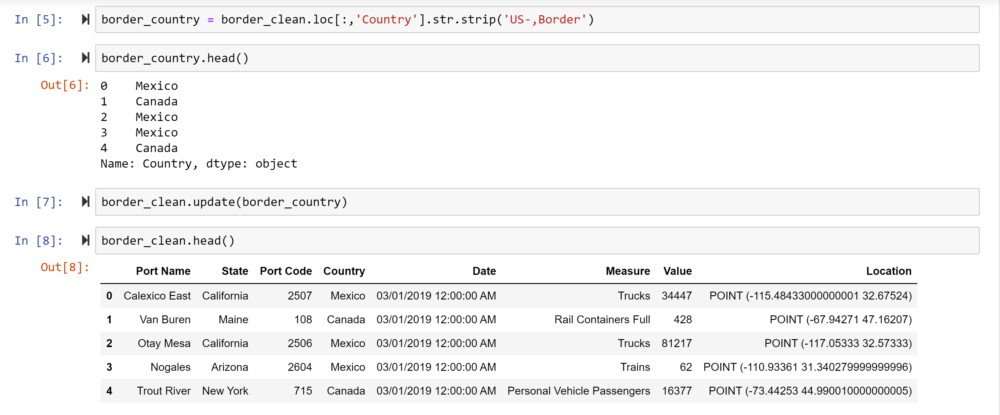 In [5]: border_country = border_clean.loc[:,'Country'].str.strip('US-,Border')
In [6]: border_country.head()
Out[6]: 0    Mexico
1    Canada
2    Mexico
3    Mexico
4    Canada
Name: Country, dtype: object
In [7]: border_clean.update(border_country)
In [8]: border_clean.head()
Out[8]:
Port Name State Port Code Country Date Measure Value Location
0 Calexico East California 2507 Mexico 03/01/2019 12:00:00 AM Trucks 34447 POINT (-115.48433000000001 32.67524)
1 Van Buren Maine 108 Canada 03/01/2019 12:00:00 AM Rail Containers Full 428 POINT (-67.94271 47.16207)
2 Otay Mesa California 2506 Mexico 03/01/2019 12:00:00 AM Trucks 81217 POINT (-117.05333 32.57333)
3 Nogales Arizona 2604 Mexico 03/01/2019 12:00:00 AM Trains 62 POINT (-110.93361 31.340279999999996)
4 Trout River New York 715 Canada 03/01/2019 12:00:00 AM Personal Vehicle Passengers 16377 POINT (-73.44253 44.990010000000005)